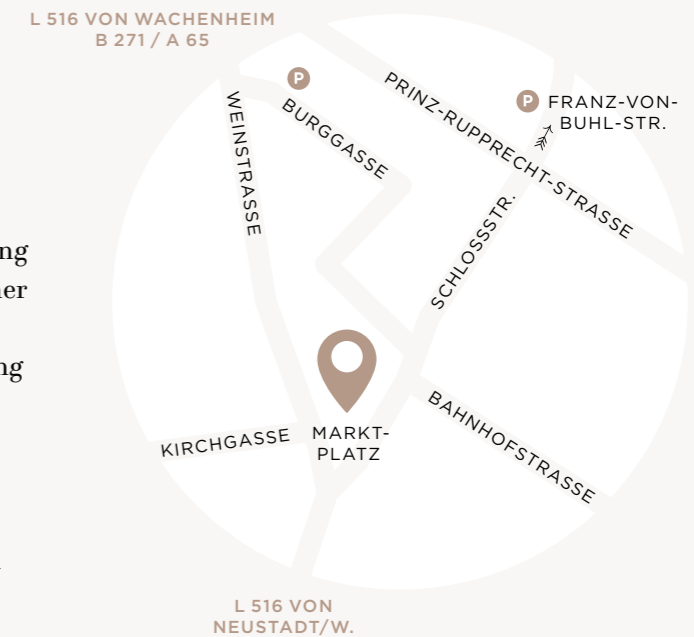 L 516 VON WACHENHEIM
B 271 / A 65
P
P
FRANZ-VON-
BUHL-STR.
PRINZ-RUPPRECHT-STRASSE
BURGGASSE
WEINSTRASSE
SCHLOSSSTR.
MARKT-
PLATZ
KIRCHGASSE
BAHNHOFSTRASSE
L 516 VON
NEUSTADT/W.